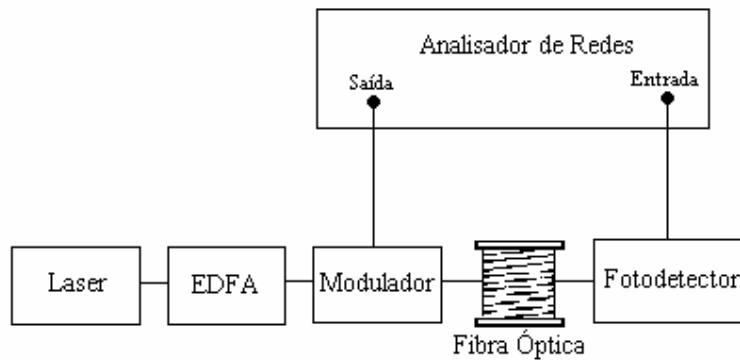 Analisador de Redes
Saída
Entrada
Laser
EDFA
Modulador
Fotodetector
Fibra Óptica